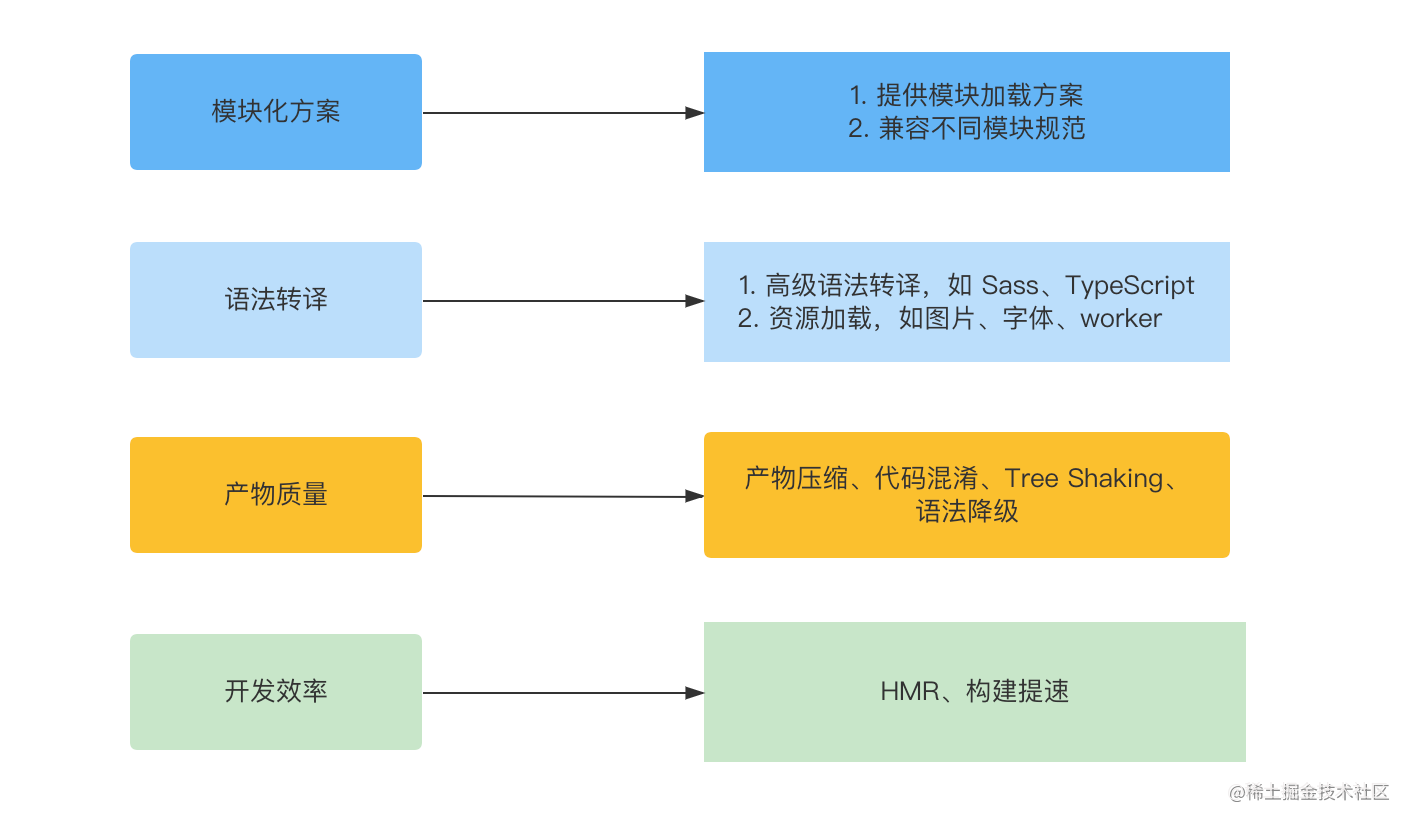 模块化方案
1. 提供模块加载方案
2. 兼容不同模块规范
语法转译
1. 高级语法转译，如 Sass、TypeScript
2. 资源加载，如图片、字体、worker
产物质量
产物压缩、代码混淆、Tree Shaking、
语法降级
开发效率
HMR、构建提速
@稀土掘金技术社区